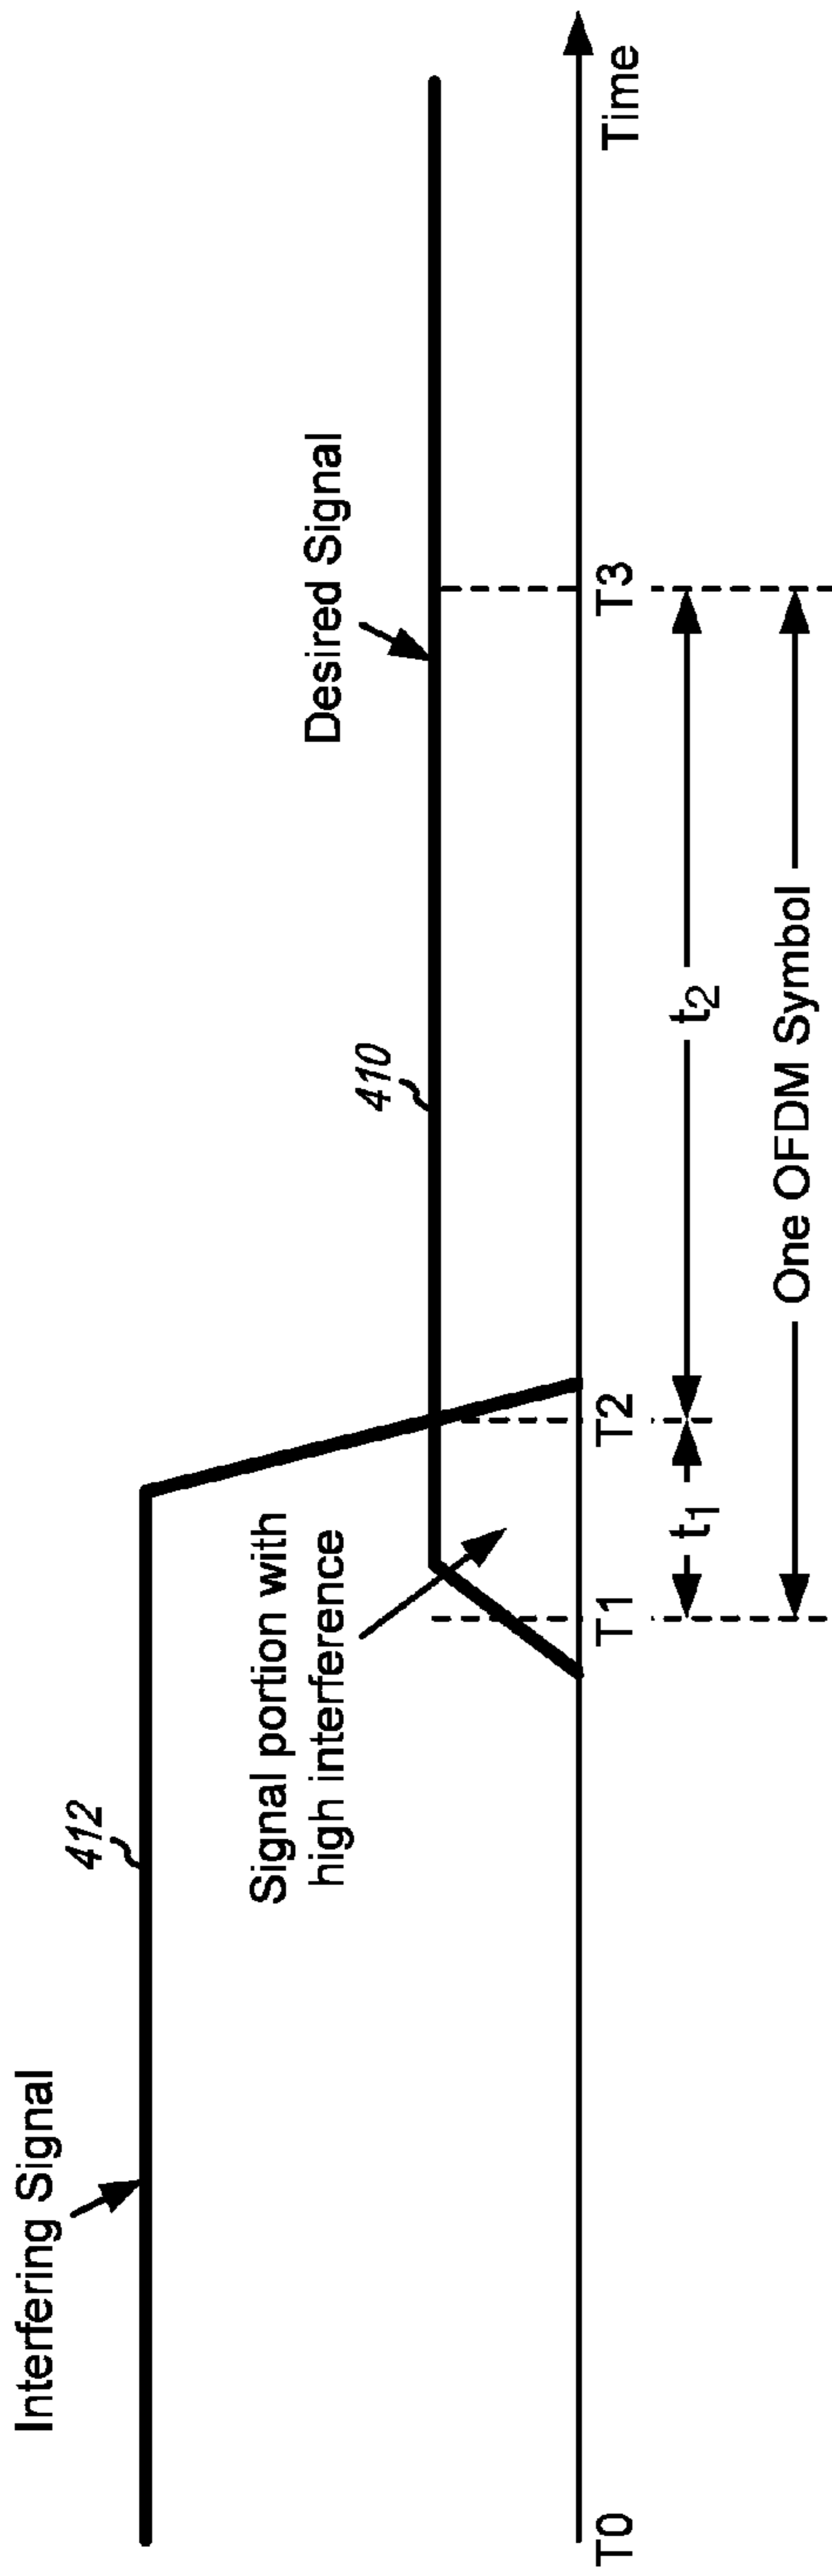 Interfering Signal
412
Signal portion with
high interference
410
Desired Signal
T0
T1
T2
T3
Time
t1
t2
One OFDM Symbol